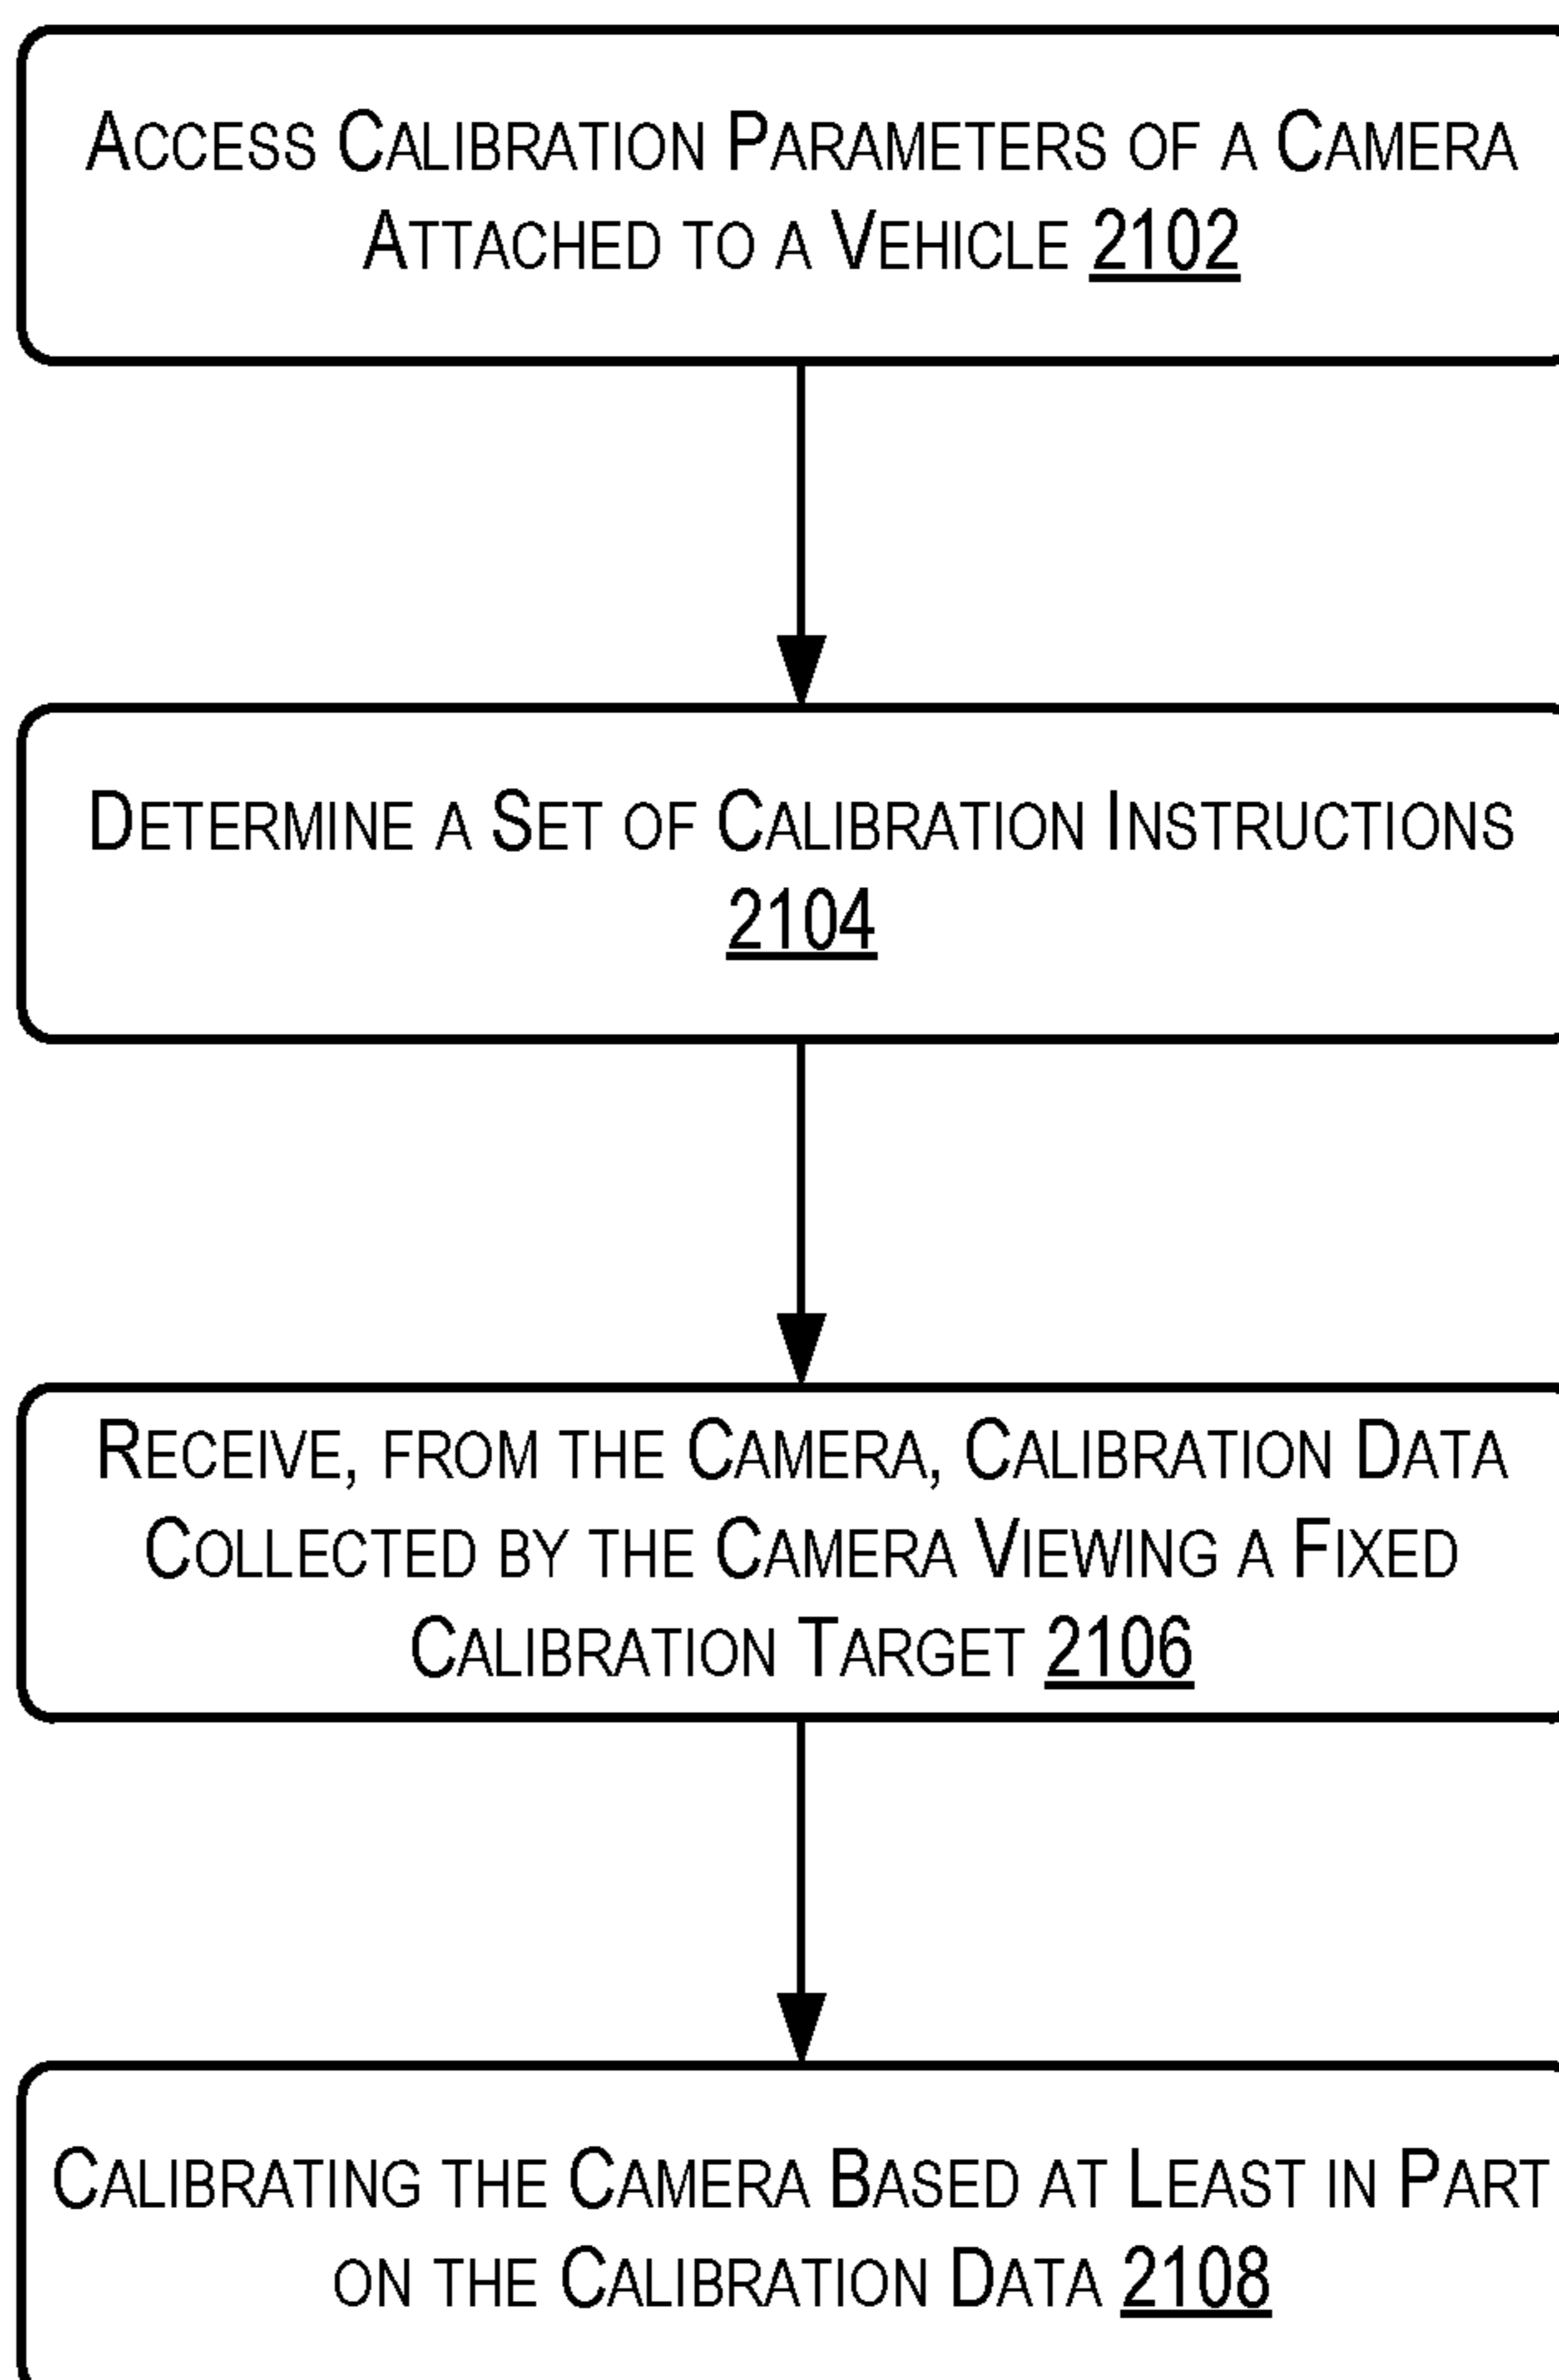 ACCESS CALIBRATION PARAMETERS OF A CAMERA
ATTACHED TO A VEHICLE 2102
DETERMINE A SET OF CALIBRATION INSTRUCTIONS
2104
RECEIVE, FROM THE CAMERA, CALIBRATION DATA
COLLECTED BY THE CAMERA VIEWING A FIXED
CALIBRATION TARGET 2106
CALIBRATING THE CAMERA BASED AT LEAST IN PART
ON THE CALIBRATION DATA 2108